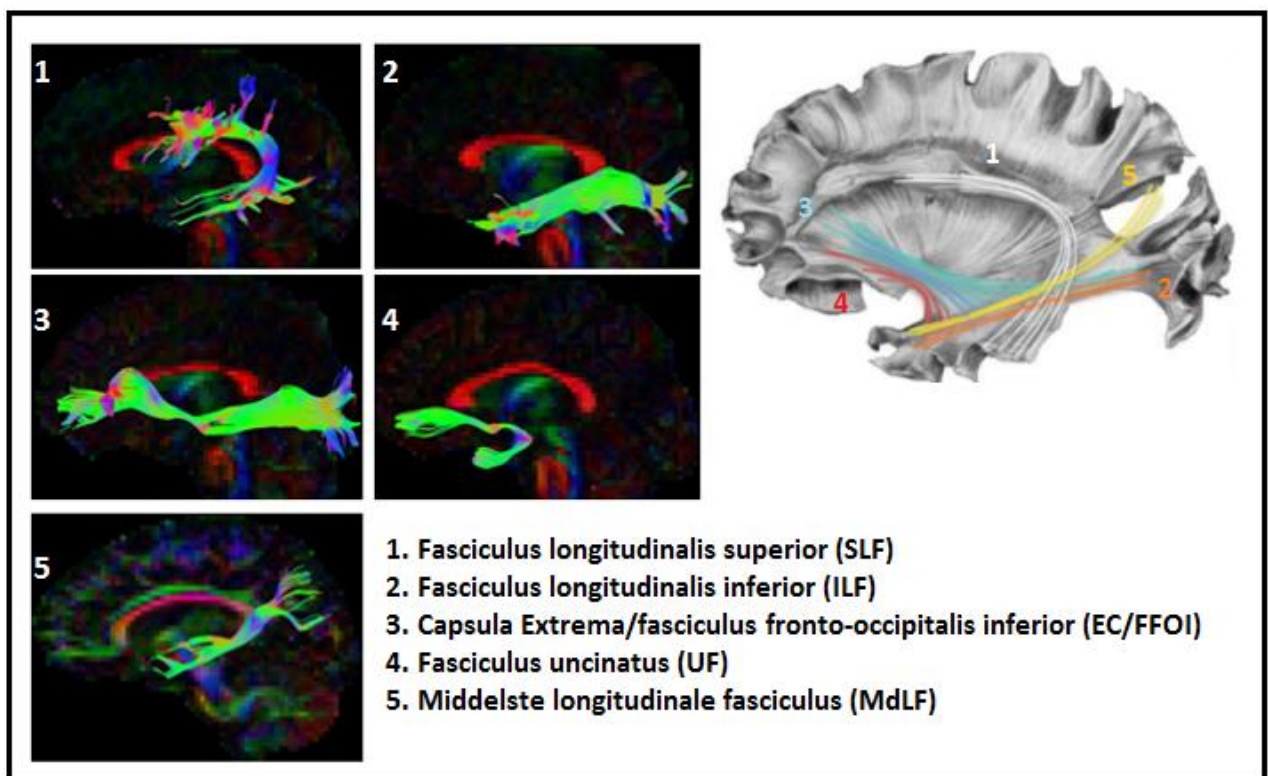 1
2
3
4
5
1
5
3
2
4
1. Fasciculus longitudinalis superior (SLF)
2. Fasciculus longitudinalis inferior (ILF)
3. Capsula Extrema/fasciculus fronto-occipitalis inferior (EC/FFOI)
4. Fasciculus uncinatus (UF)
5. Middelste longitudinale fasciculus (MdLF)